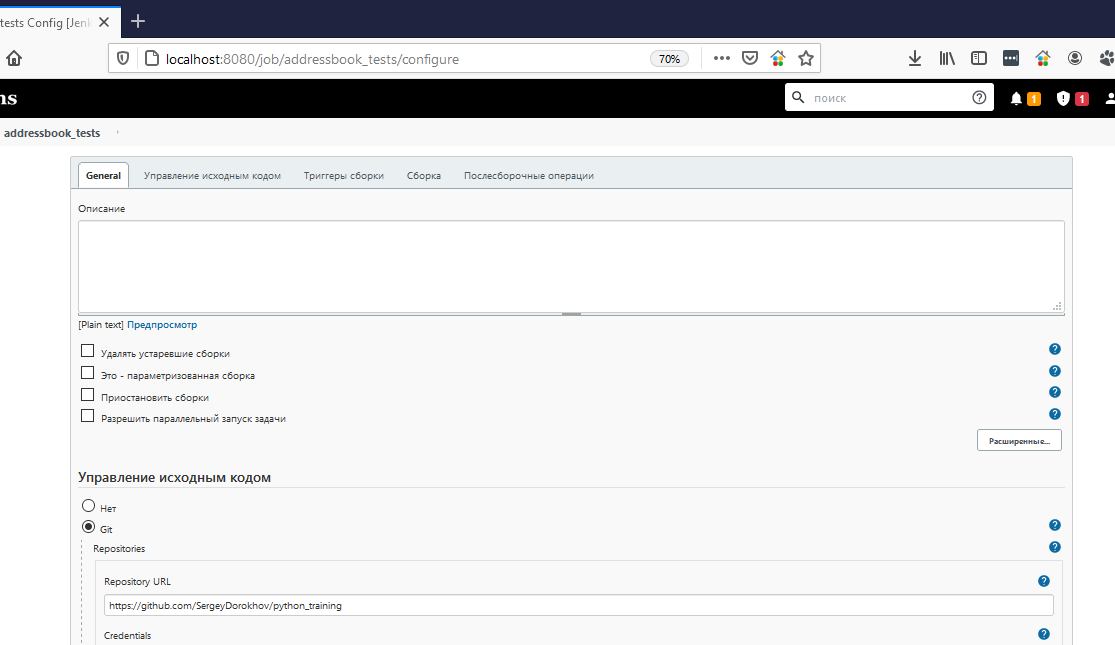 tests Config [Jenk
localhost:8080/job/addressbook_tests/configure 70%
ns поиск 1 1
addressbook_tests
General Управление исходным кодом Триггеры сборки Сборка Послесборочные операции
Описание
[Plain text] Предпросмотр
Удалять устаревшие сборки
Это - параметризованная сборка
Приостановить сборки
Разрешить параллельный запуск задачи
Расширенные...
Управление исходным кодом
Нет
Git
Repositories
Repository URL
https://github.com/SergeyDorokhov/python_training
Credentials